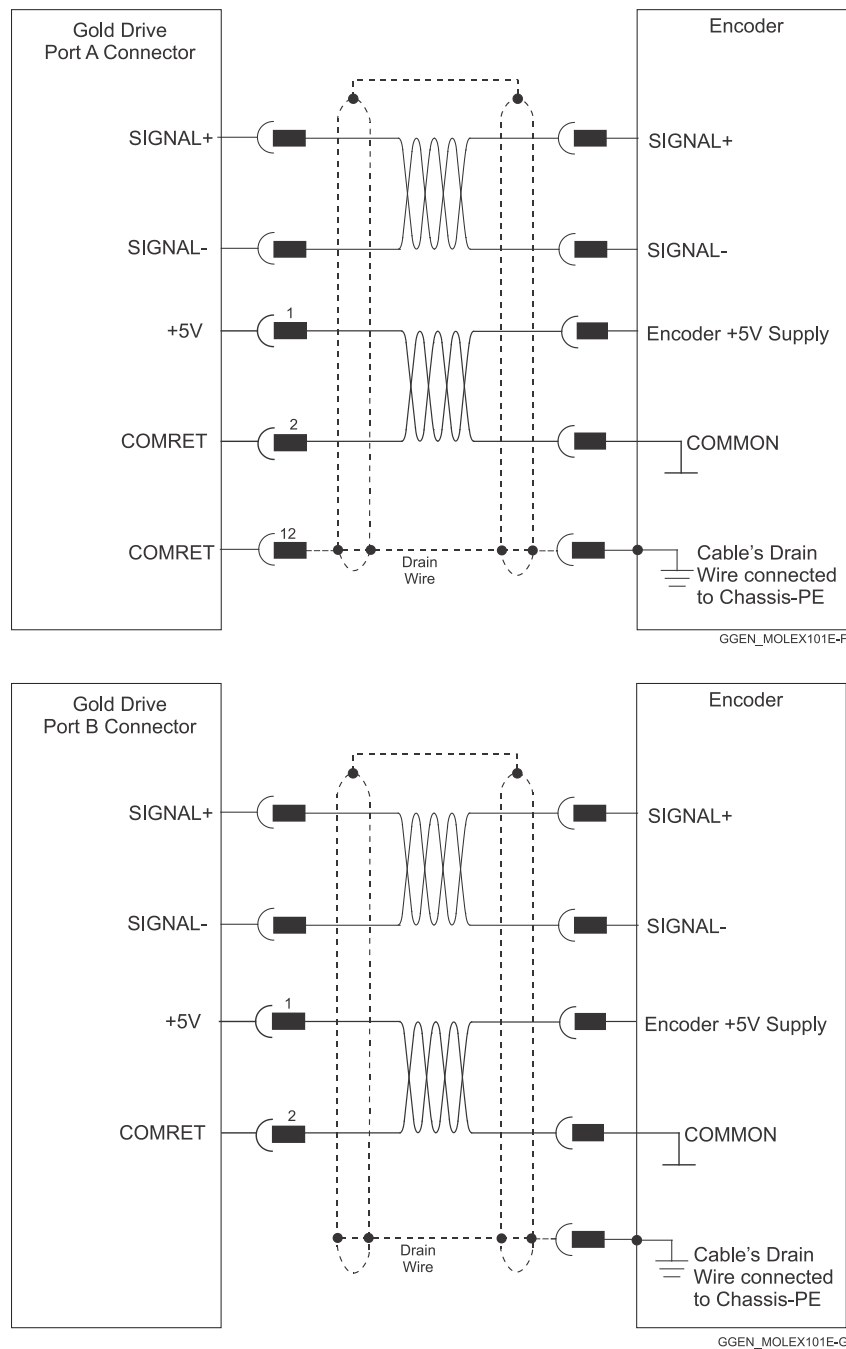 Gold Drive
Port A Connector
Encoder
SIGNAL+
SIGNAL+
SIGNAL-
SIGNAL-
+5V
1
Encoder +5V Supply
COMRET
2
COMMON
COMRET
12
Drain
Wire
Cable's Drain
Wire connected
to Chassis-PE
GGEN_MOLEX101E-F
Gold Drive
Port B Connector
Encoder
SIGNAL+
SIGNAL+
SIGNAL-
SIGNAL-
+5V
1
Encoder +5V Supply
COMRET
2
COMMON
Drain
Wire
Cable's Drain
Wire connected
to Chassis-PE
GGEN_MOLEX101E-G